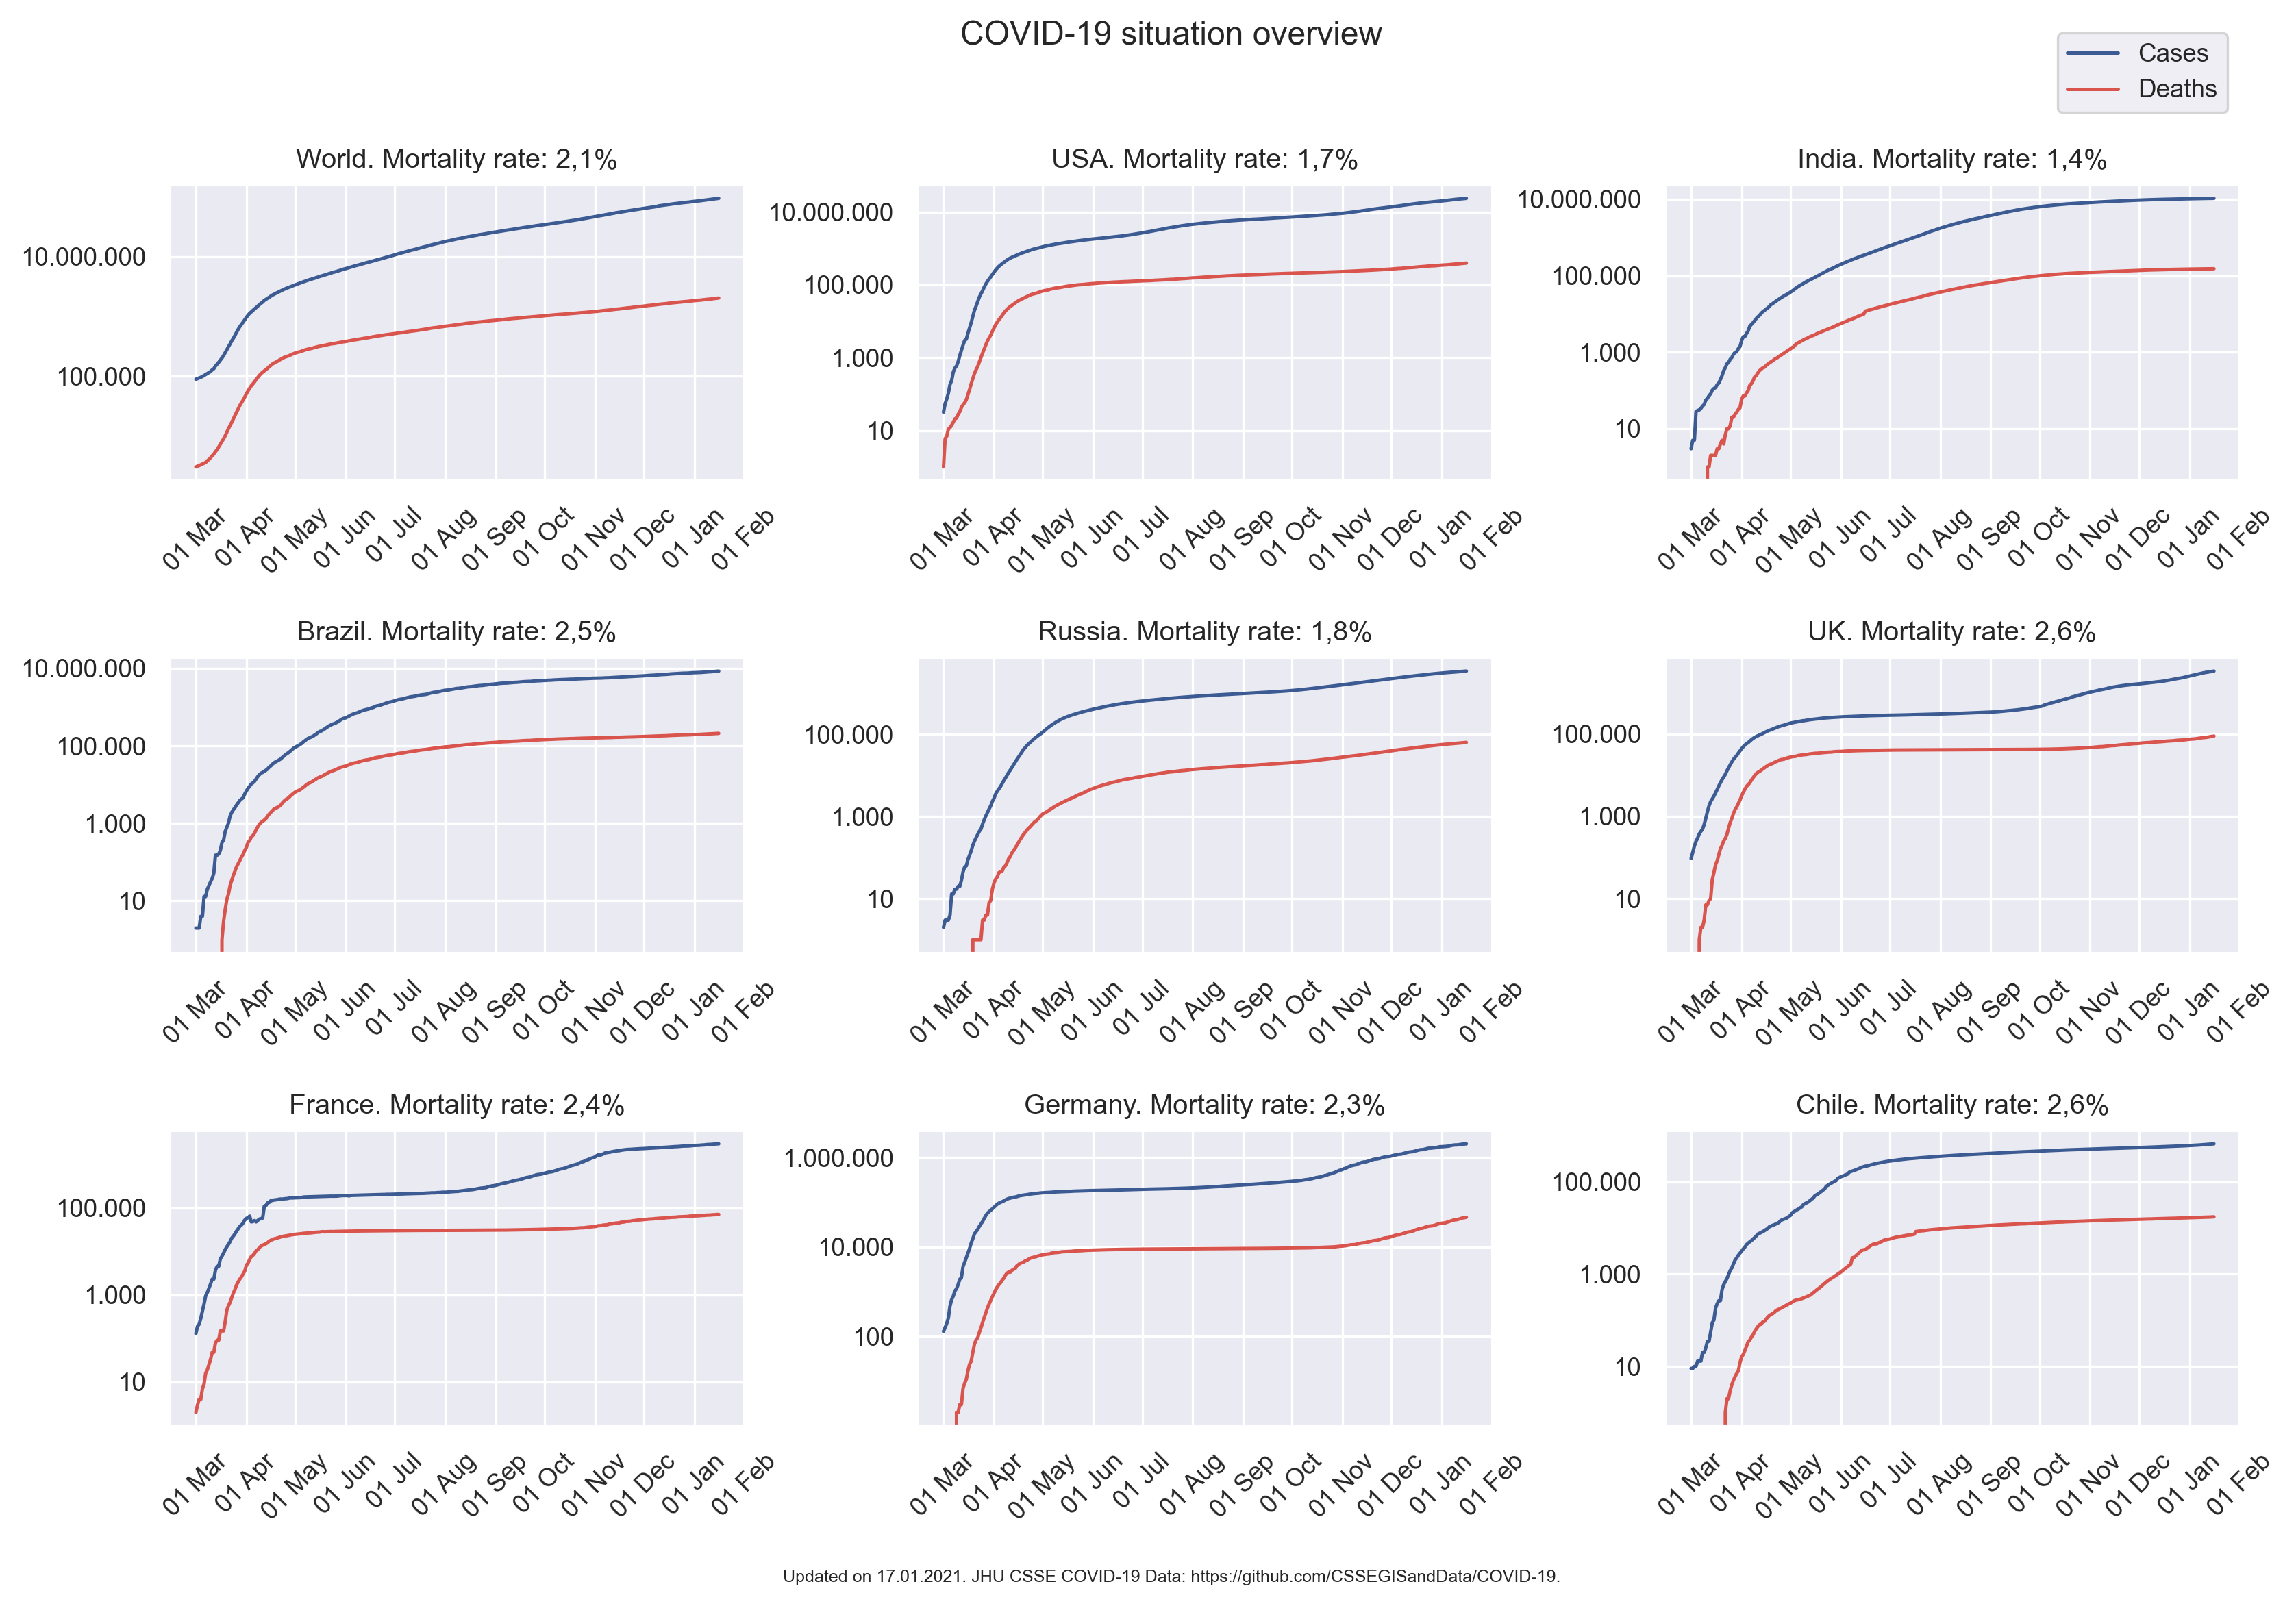 COVID-19 situation overview
Cases
Deaths
World. Mortality rate: 2,1%
10.000.000
100.000
01 Mar
01 Apr
01 May
01 Jun
01 Jul
01 Aug
01 Sep
01 Oct
01 Nov
01 Dec
01 Jan
01 Feb
USA. Mortality rate: 1,7%
10.000.000
100.000
1.000
10
01 Mar
01 Apr
01 May
01 Jun
01 Jul
01 Aug
01 Sep
01 Oct
01 Nov
01 Dec
01 Jan
01 Feb
India. Mortality rate: 1,4%
10.000.000
100.000
1.000
10
01 Mar
01 Apr
01 May
01 Jun
01 Jul
01 Aug
01 Sep
01 Oct
01 Nov
01 Dec
01 Jan
01 Feb
Brazil. Mortality rate: 2,5%
10.000.000
100.000
1.000
10
01 Mar
01 Apr
01 May
01 Jun
01 Jul
01 Aug
01 Sep
01 Oct
01 Nov
01 Dec
01 Jan
01 Feb
Russia. Mortality rate: 1,8%
100.000
1.000
10
01 Mar
01 Apr
01 May
01 Jun
01 Jul
01 Aug
01 Sep
01 Oct
01 Nov
01 Dec
01 Jan
01 Feb
UK. Mortality rate: 2,6%
100.000
1.000
10
01 Mar
01 Apr
01 May
01 Jun
01 Jul
01 Aug
01 Sep
01 Oct
01 Nov
01 Dec
01 Jan
01 Feb
France. Mortality rate: 2,4%
100.000
1.000
10
01 Mar
01 Apr
01 May
01 Jun
01 Jul
01 Aug
01 Sep
01 Oct
01 Nov
01 Dec
01 Jan
01 Feb
Germany. Mortality rate: 2,3%
1.000.000
10.000
100
01 Mar
01 Apr
01 May
01 Jun
01 Jul
01 Aug
01 Sep
01 Oct
01 Nov
01 Dec
01 Jan
01 Feb
Chile. Mortality rate: 2,6%
100.000
1.000
10
01 Mar
01 Apr
01 May
01 Jun
01 Jul
01 Aug
01 Sep
01 Oct
01 Nov
01 Dec
01 Jan
01 Feb
Updated on 17.01.2021. JHU CSSE COVID-19 Data: https://github.com/CSSEGISandData/COVID-19.